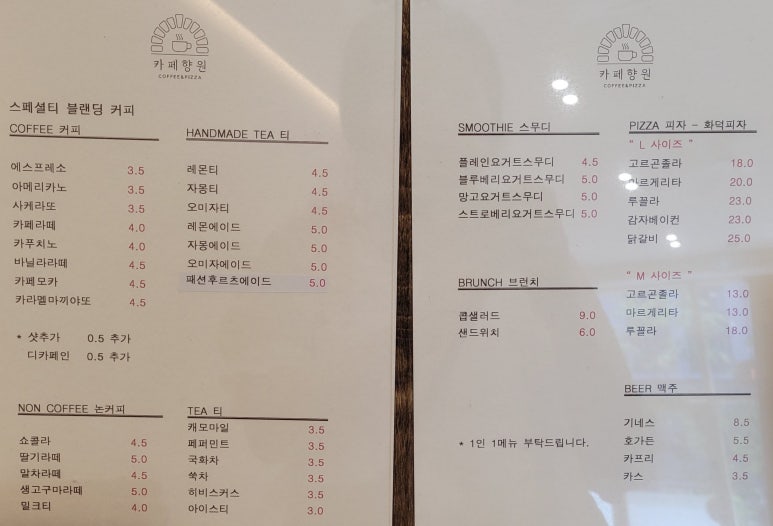 카페향원
COFFEE&PIZZA
스페셜티 블랜딩 커피
COFFEE 커피
에스프레소 3.5
아메리카노 3.5
사케라또 3.5
카페라떼 4.0
카푸치노 4.0
바닐라라떼 4.5
카페모카 4.5
카라멜마끼야또 4.5
* 샷추가 0.5 추가
디카페인 0.5 추가
NON COFFEE 논커피
쇼콜라 4.5
딸기라떼 5.0
말차라떼 4.5
생고구마라떼 5.0
밀크티 4.0
HANDMADE TEA 티
레몬티 4.5
자몽티 4.5
오미자티 4.5
레몬에이드 5.0
자몽에이드 5.0
오미자에이드 5.0
패션후르츠에이드 5.0
TEA 티
캐모마일 3.5
페퍼민트 3.5
국화차 3.5
쑥차 3.5
히비스커스 3.5
아이스티 3.0
카페향원
COFFEE&PIZZA
SMOOTHIE 스무디
플레인요거트스무디 4.5
블루베리요거트스무디 5.0
망고요거트스무디 5.0
스트로베리요거트스무디 5.0
BRUNCH 브런치
콥샐러드 9.0
샌드위치 6.0
* 1인 1메뉴 부탁드립니다.
PIZZA 피자 - 화덕피자
" L 사이즈 "
고르곤졸라 18.0
마르게리타 20.0
루꼴라 23.0
감자베이컨 23.0
닭갈비 25.0
" M 사이즈 "
고르곤졸라 13.0
마르게리타 13.0
루꼴라 18.0
BEER 맥주
기네스 8.5
호가든 5.5
카프리 4.5
카스 3.5